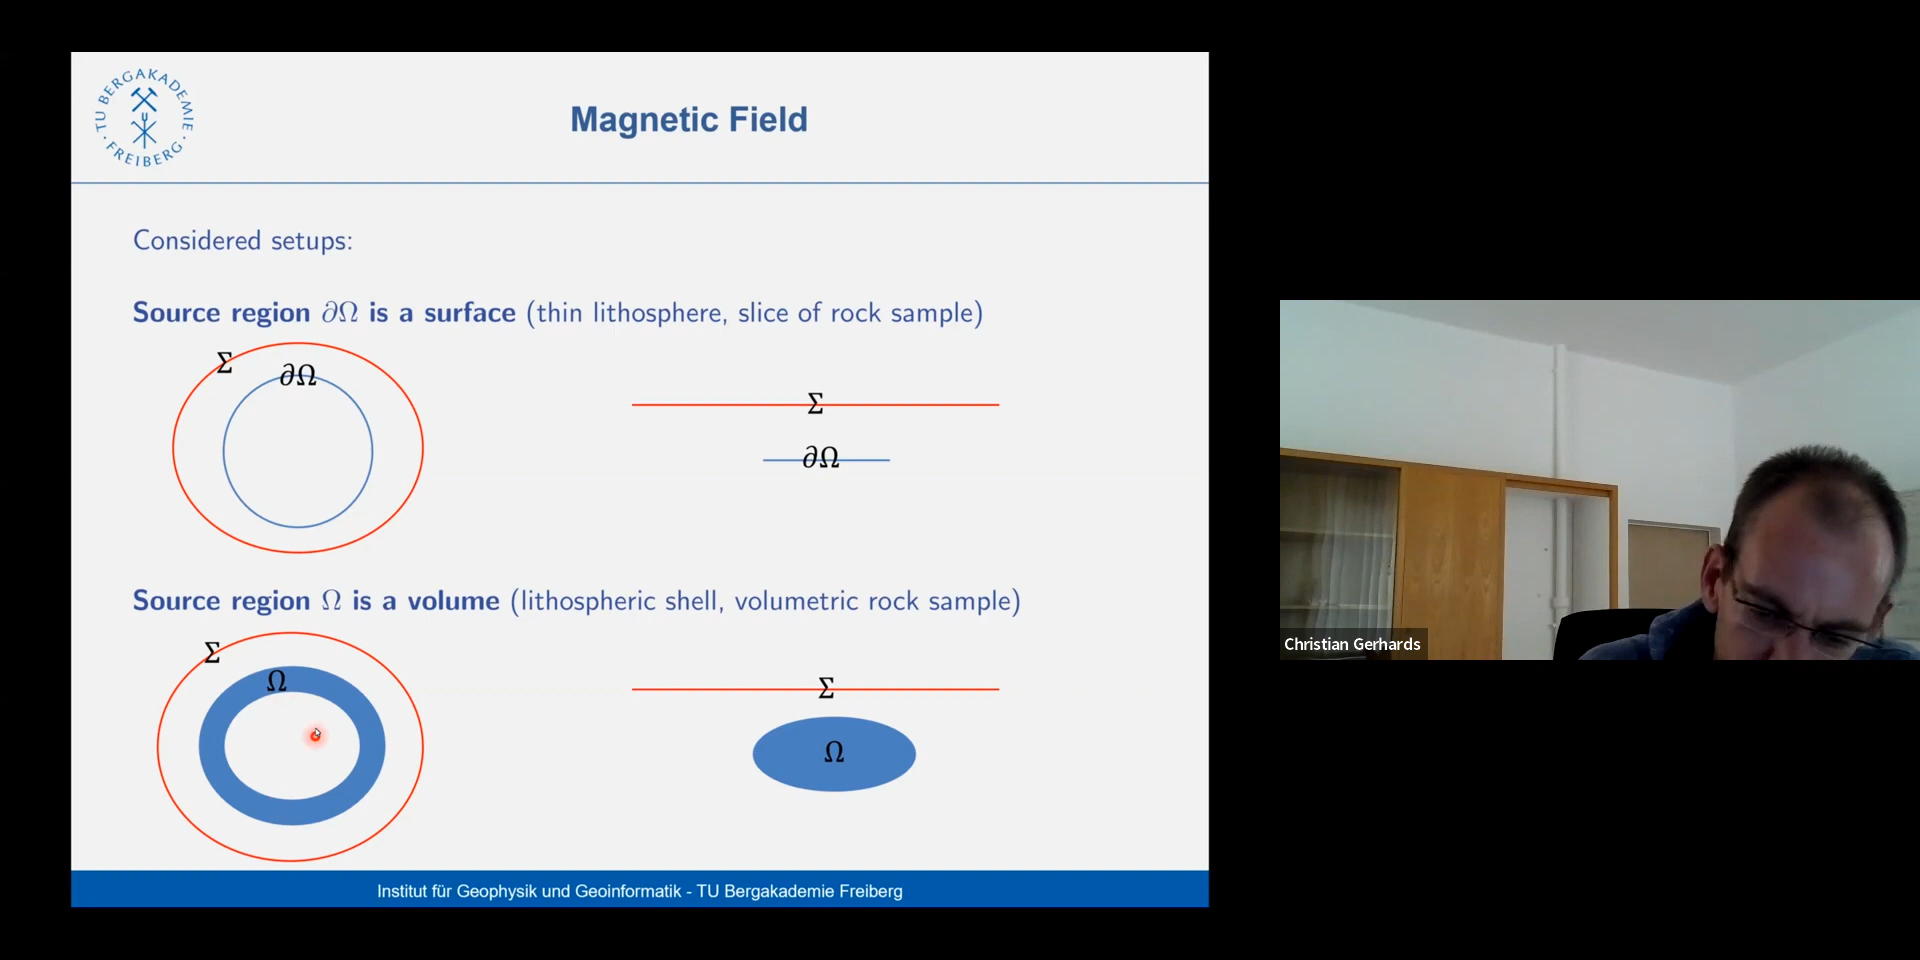 TU BERGAKADEMIE
· FREIBERG ·
Magnetic Field
Considered setups:
Source region ∂Ω is a surface (thin lithosphere, slice of rock sample)
Σ
∂Ω
Σ
∂Ω
Source region Ω is a volume (lithospheric shell, volumetric rock sample)
Σ
Ω
Σ
Ω
Institut für Geophysik und Geoinformatik - TU Bergakademie Freiberg
Christian Gerhards